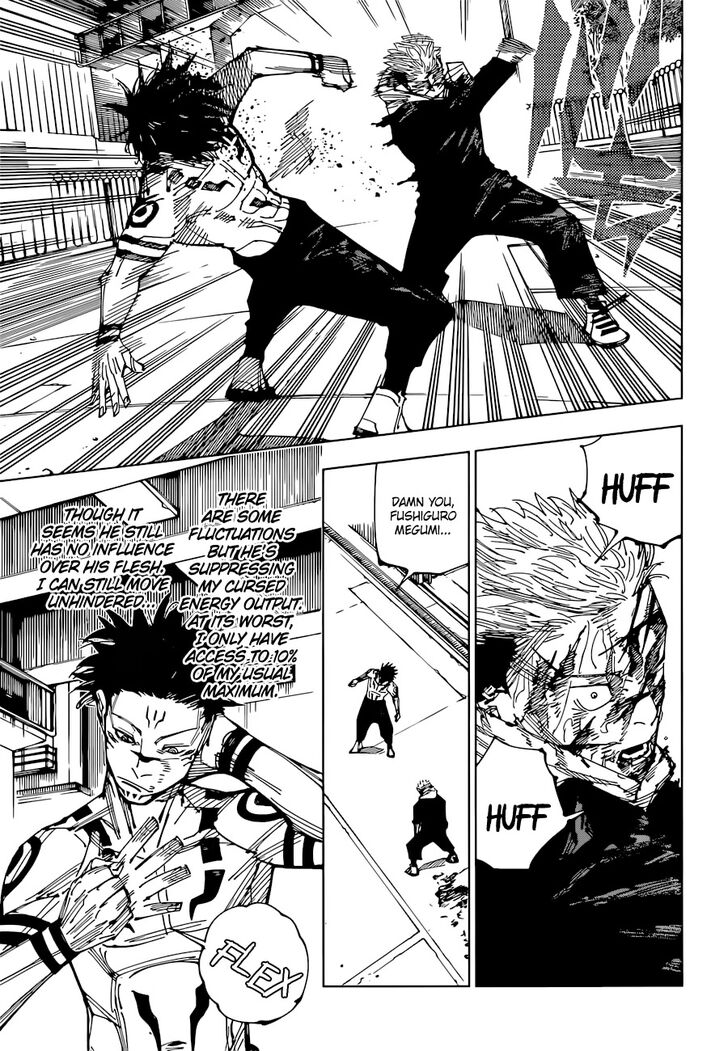 HUFF
HUFF
DAMN YOU,
FUSHIGURO
MEGUMI...
THERE
ARE SOME
FLUCTUATIONS
BUT HE'S
SUPPRESSING
MY CURSED
ENERGY OUTPUT.
AT ITS WORST,
I ONLY HAVE
ACCESS TO 10%
OF MY USUAL
MAXIMUM.
THOUGH IT
SEEMS HE STILL
HAS NO INFLUENCE
OVER HIS FLESH.
I CAN STILL MOVE
UNHINDERED...
FLEX